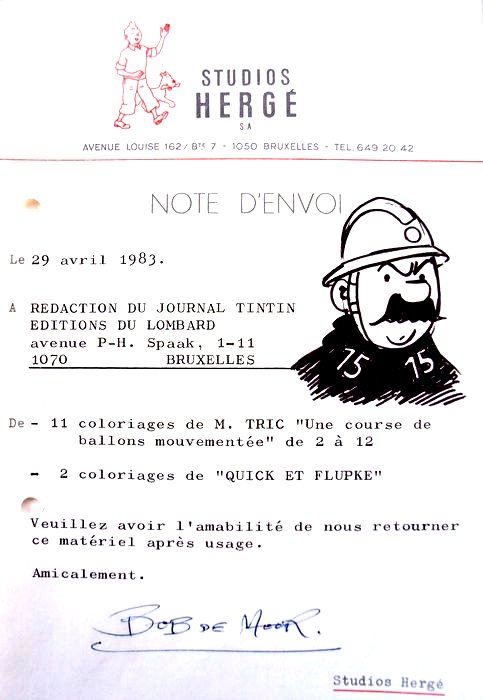 STUDIOS
HERGÉ
S.A
AVENUE LOUISE 162/Bte 7 - 1050 BRUXELLES - TEL. 649 20 42
NOTE D'ENVOI
Le 29 avril 1983.
A REDACTION DU JOURNAL TINTIN
EDITIONS DU LOMBARD
avenue P-H. Spaak, 1-11
1070 BRUXELLES
15 15
De - 11 coloriages de M. TRIC "Une course de
ballons mouvementée" de 2 à 12
- 2 coloriages de "QUICK ET FLUPKE"
Veuillez avoir l'amabilité de nous retourner
ce matériel après usage.
Amicalement.
BOB DE MOOR.
Studios Hergé